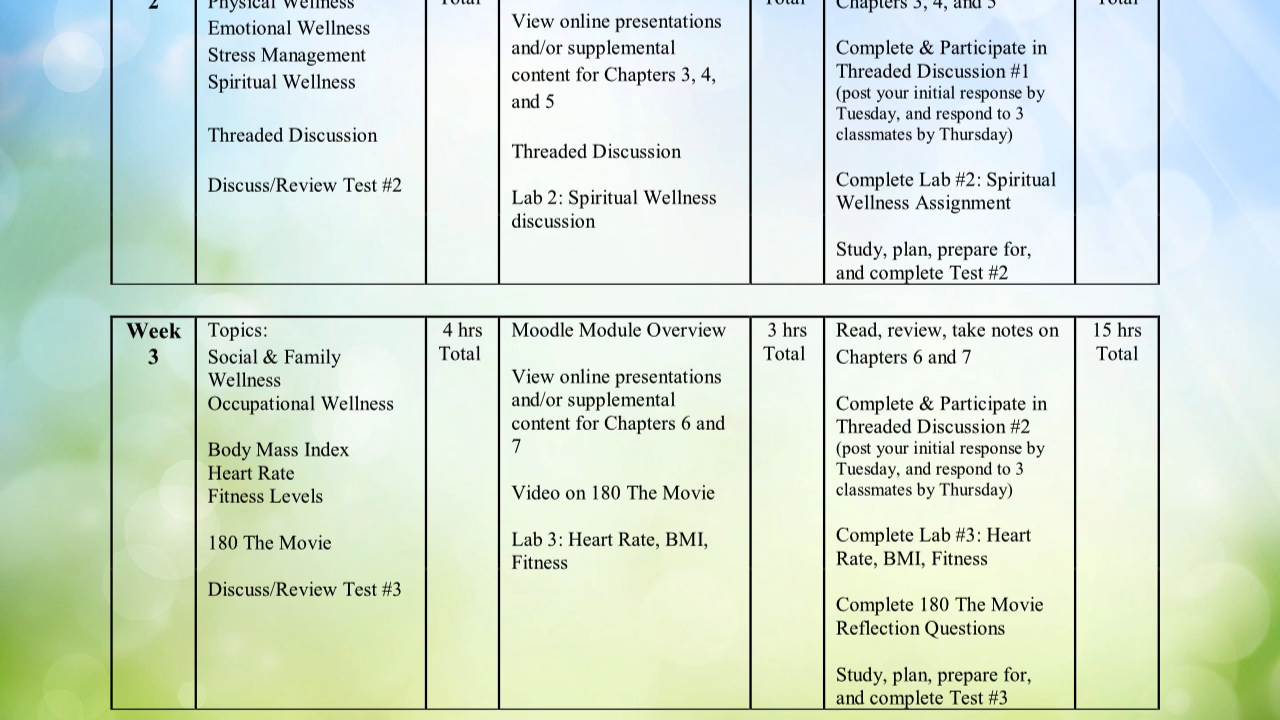 2
Physical Wellness
Emotional Wellness
Stress Management
Spiritual Wellness
Threaded Discussion
Discuss/Review Test #2
Total
View online presentations
and/or supplemental
content for Chapters 3, 4,
and 5
Threaded Discussion
Lab 2: Spiritual Wellness
discussion
Total
Chapters 3, 4, and 5
Complete & Participate in
Threaded Discussion #1
(post your initial response by
Tuesday, and respond to 3
classmates by Thursday)
Complete Lab #2: Spiritual
Wellness Assignment
Study, plan, prepare for,
and complete Test #2
Total
Week
3
Topics:
Social & Family
Wellness
Occupational Wellness
Body Mass Index
Heart Rate
Fitness Levels
180 The Movie
Discuss/Review Test #3
4 hrs
Total
Moodle Module Overview
View online presentations
and/or supplemental
content for Chapters 6 and
7
Video on 180 The Movie
Lab 3: Heart Rate, BMI,
Fitness
3 hrs
Total
Read, review, take notes on
Chapters 6 and 7
Complete & Participate in
Threaded Discussion #2
(post your initial response by
Tuesday, and respond to 3
classmates by Thursday)
Complete Lab #3: Heart
Rate, BMI, Fitness
Complete 180 The Movie
Reflection Questions
Study, plan, prepare for,
and complete Test #3
15 hrs
Total